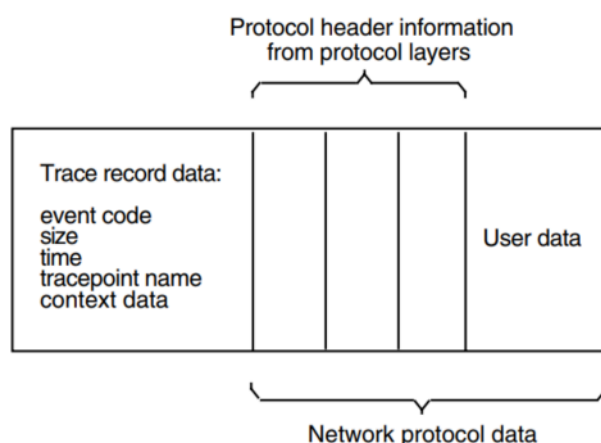 Protocol header information
from protocol layers
Trace record data:
event code
size
time
tracepoint name
context data
User data
Network protocol data